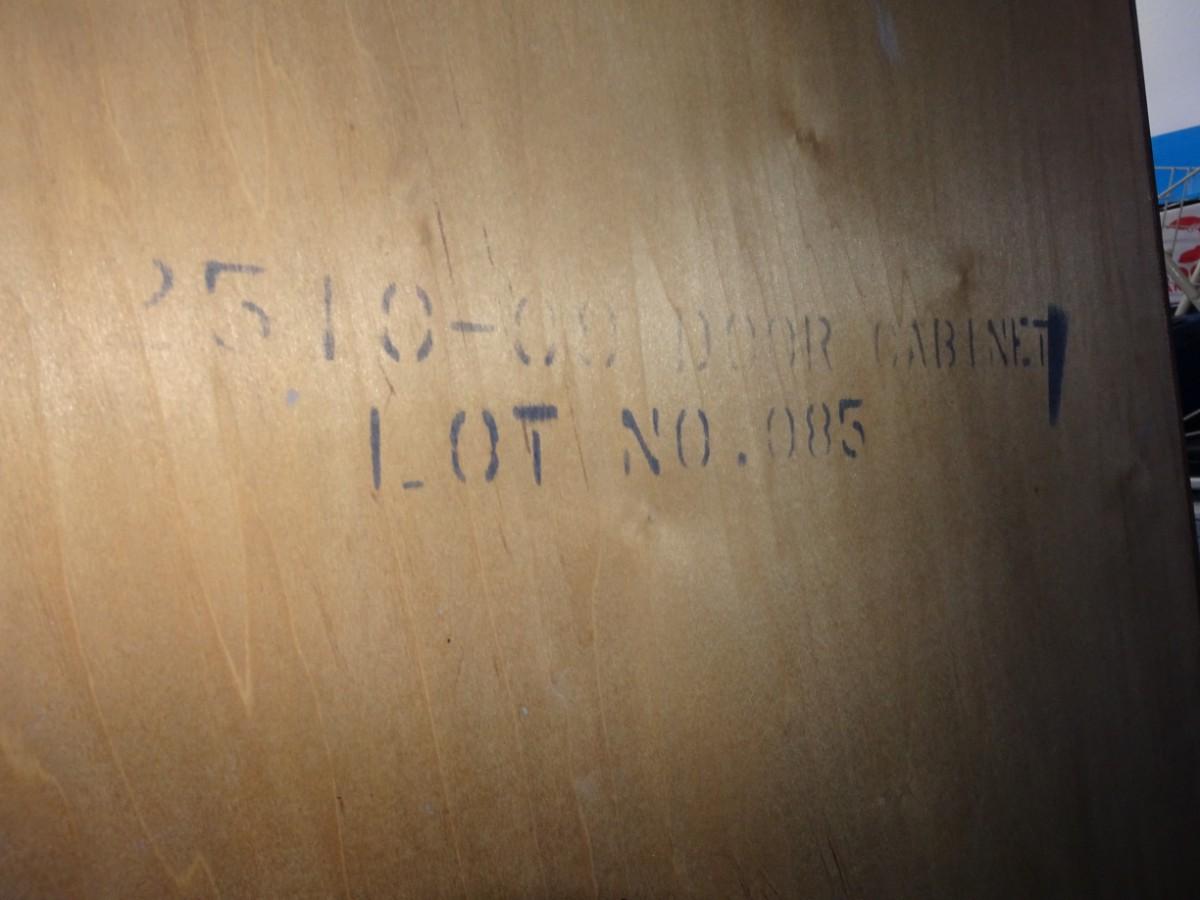 2510-00 DOOR CABINET
LOT NO.085